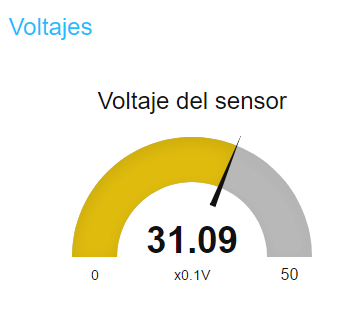 Voltajes
Voltaje del sensor
31.09
0 x0.1V 50